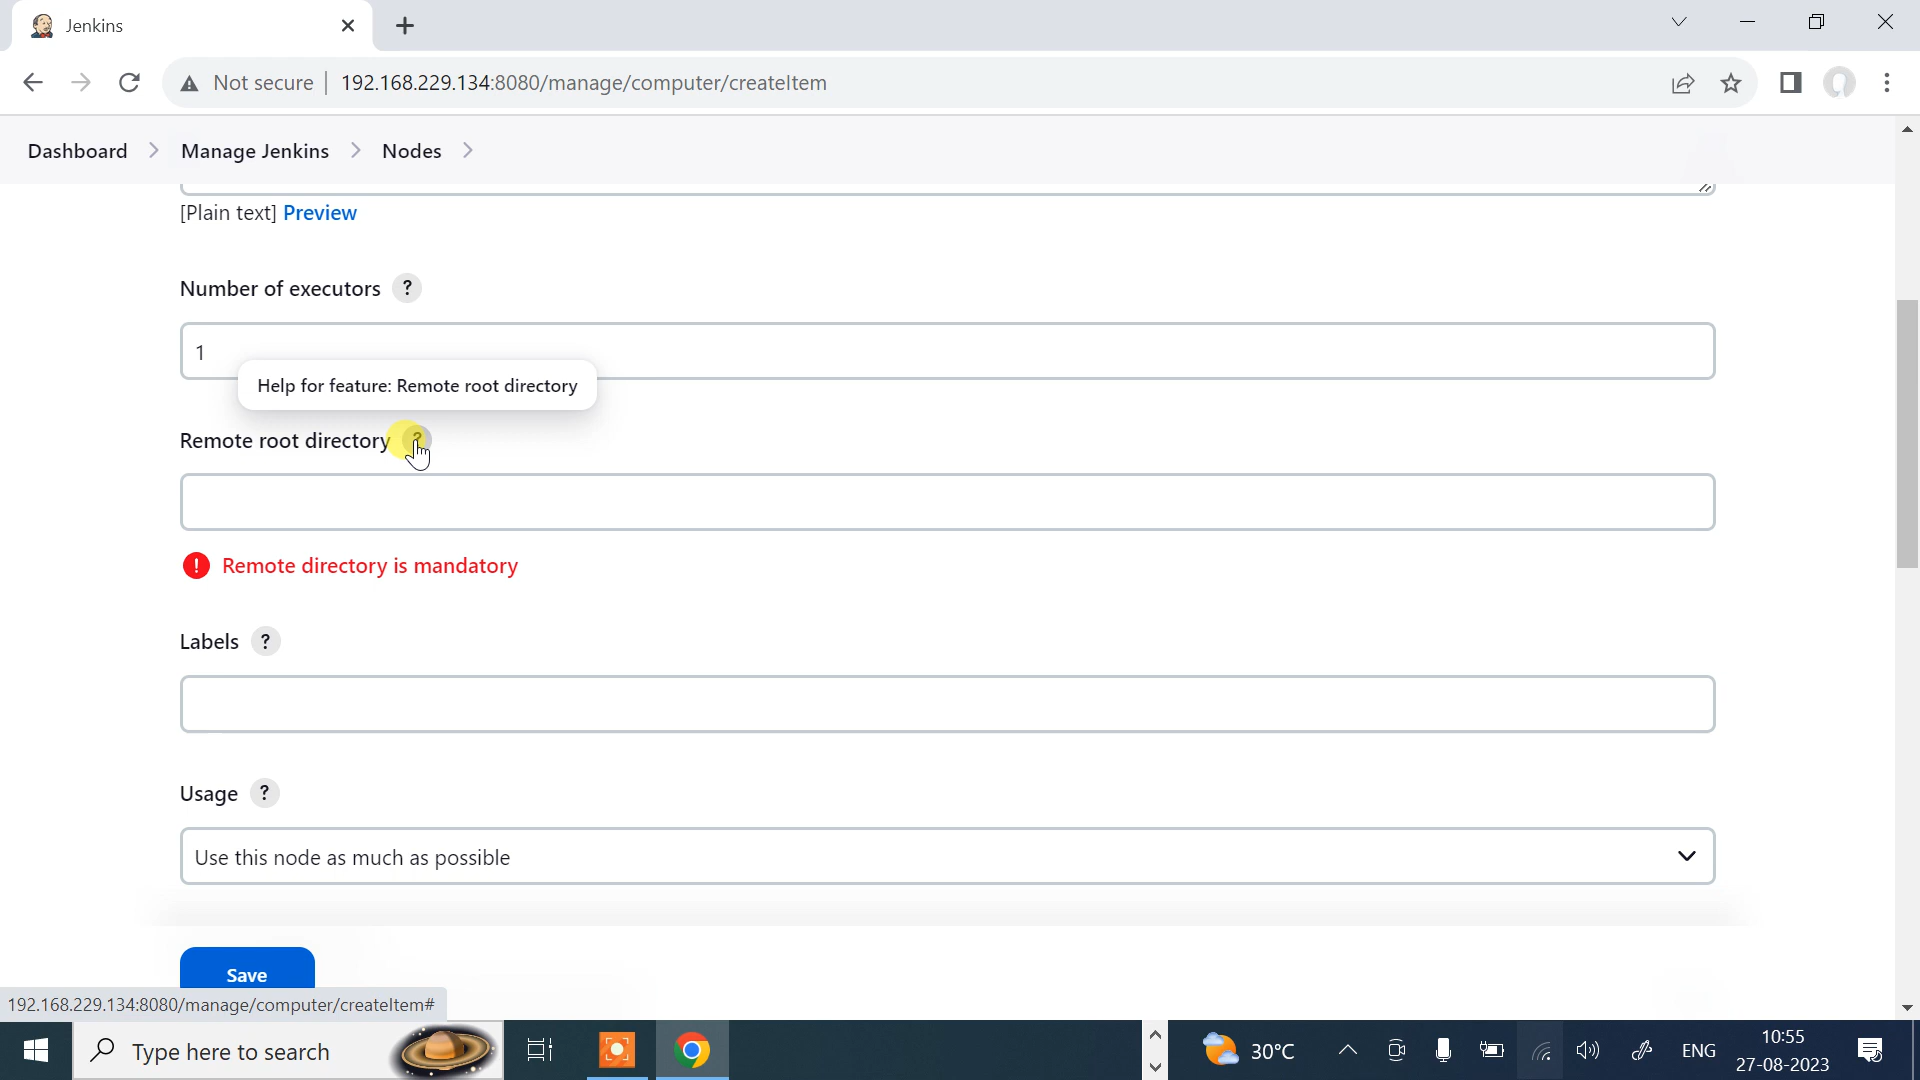 Jenkins
Not secure 192.168.229.134:8080/manage/computer/createItem
Dashboard Manage Jenkins Nodes
[Plain text] Preview
Number of executors ?
1
Help for feature: Remote root directory
Remote root directory ?
! Remote directory is mandatory
Labels ?
Usage ?
Use this node as much as possible
Save
192.168.229.134:8080/manage/computer/createItem#
Type here to search
30°C
ENG
10:55
27-08-2023